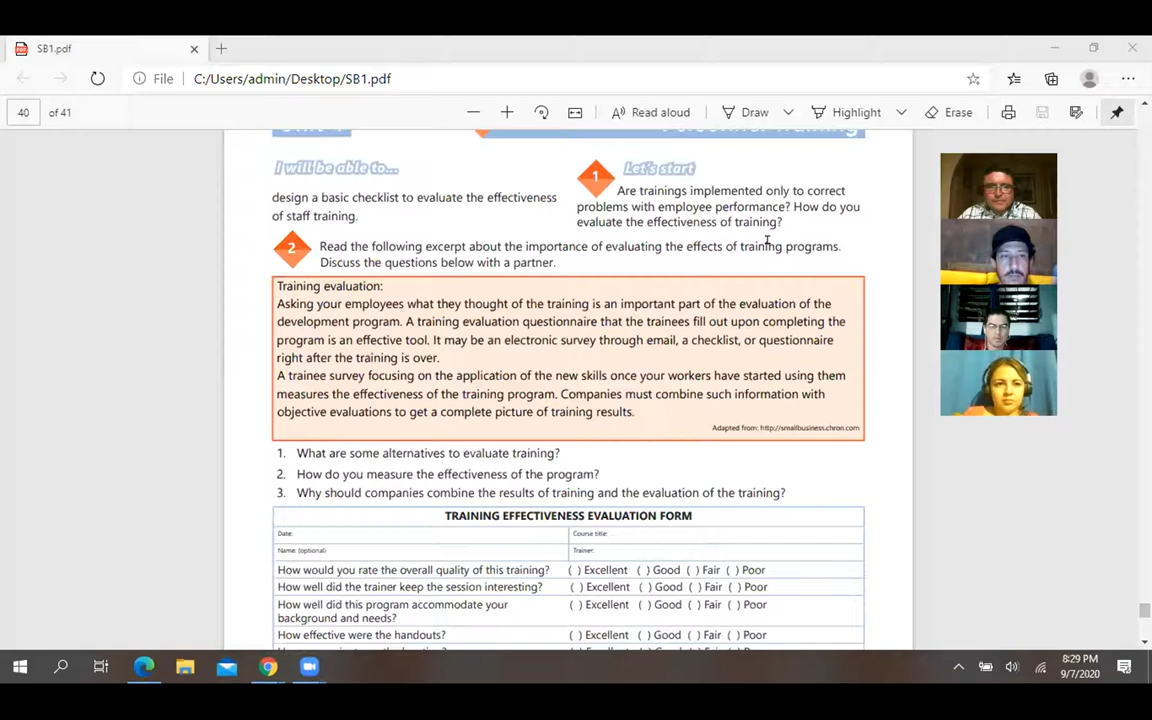 SB1.pdf
File
C:/Users/admin/Desktop/SB1.pdf
40 of 41
Read aloud
Draw
Highlight
Erase
Personnel Training
I will be able to...
design a basic checklist to evaluate the effectiveness
of staff training.
1
Let's start
Are trainings implemented only to correct
problems with employee performance? How do you
evaluate the effectiveness of training?
2
Read the following excerpt about the importance of evaluating the effects of training programs.
Discuss the questions below with a partner.
Training evaluation:
Asking your employees what they thought of the training is an important part of the evaluation of the
development program. A training evaluation questionnaire that the trainees fill out upon completing the
program is an effective tool. It may be an electronic survey through email, a checklist, or questionnaire
right after the training is over.
A trainee survey focusing on the application of the new skills once your workers have started using them
measures the effectiveness of the training program. Companies must combine such information with
objective evaluations to get a complete picture of training results.
Adapted from: http://smallbusiness.chron.com
1. What are some alternatives to evaluate training?
2. How do you measure the effectiveness of the program?
3. Why should companies combine the results of training and the evaluation of the training?
TRAINING EFFECTIVENESS EVALUATION FORM
Date: Course title:
Name: (optional) Trainer:
How would you rate the overall quality of this training? ( ) Excellent ( ) Good ( ) Fair ( ) Poor
How well did the trainer keep the session interesting? ( ) Excellent ( ) Good ( ) Fair ( ) Poor
How well did this program accommodate your ( ) Excellent ( ) Good ( ) Fair ( ) Poor
background and needs?
How effective were the handouts? ( ) Excellent ( ) Good ( ) Fair ( ) Poor
8:29 PM
9/7/2020